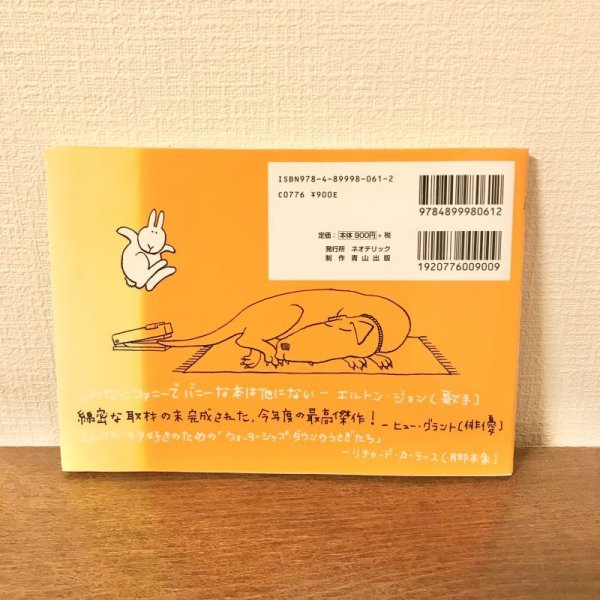 ISBN978-4-89998-061-2
C0776 ¥900E
9784899980612
定価: 本体 900円 +税
発行所 ネオテリック
制作 青山出版
1920776009009
ファニーで バニーな本は他にない ー エルトン・ジョン [歌手]
綿密な取材の末完成された、今年度の最高傑作! ー ヒュー・グラント [俳優]
好きのための「ウォーターシップ ダウンのうさぎたち」
ーリチャード・カーティス [脚本家]